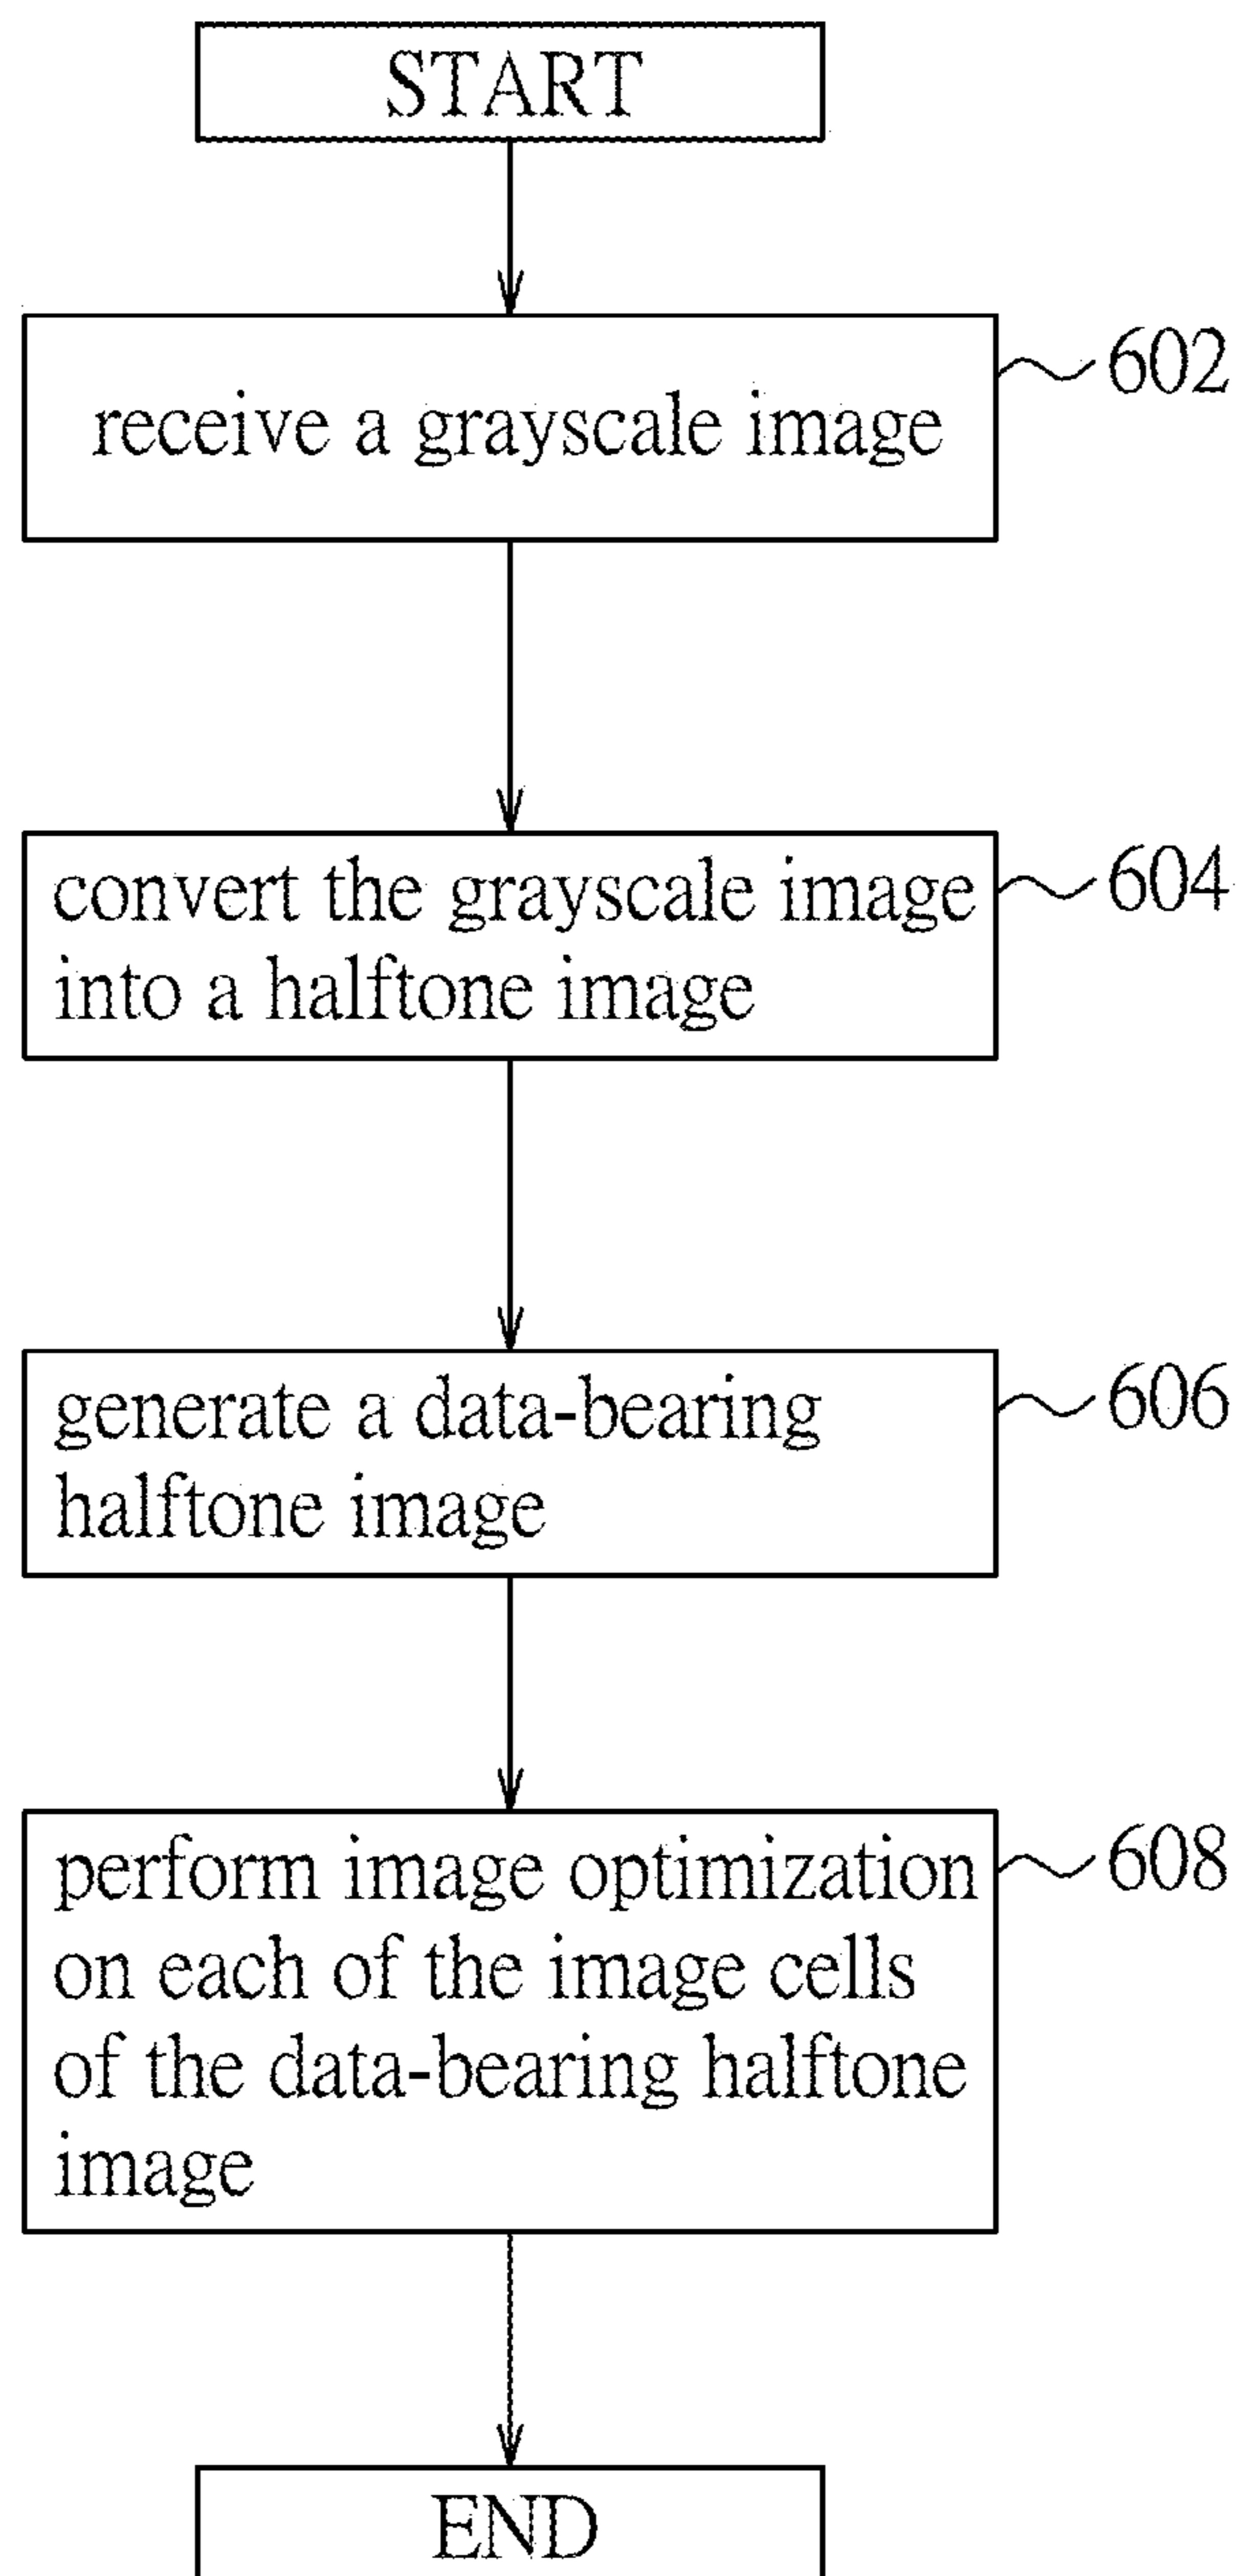 START
receive a grayscale image
602
convert the grayscale image
into a halftone image
604
generate a data-bearing
halftone image
606
perform image optimization
on each of the image cells
of the data-bearing halftone
image
608
END